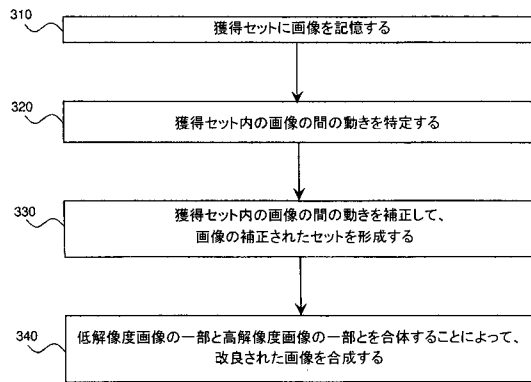 310
獲得セットに画像を記憶する
320
獲得セット内の画像の間の動きを特定する
330
獲得セット内の画像の間の動きを補正して、
画像の補正されたセットを形成する
340
低解像度画像の一部と高解像度画像の一部とを合体することによって、
改良された画像を合成する